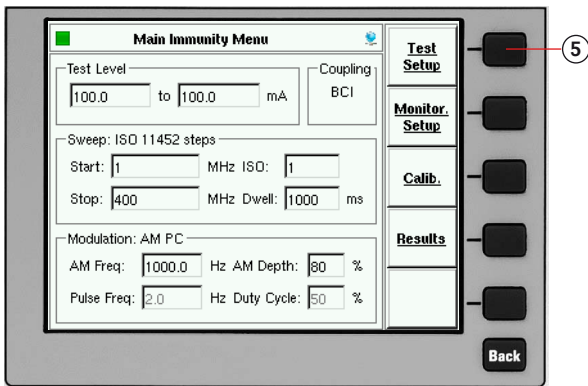 Main Immunity Menu
Test Level
100.0 to 100.0 mA
Coupling
BCI
Sweep: ISO 11452 steps
Start: 1 MHz ISO: 1
Stop: 400 MHz Dwell: 1000 ms
Modulation: AM PC
AM Freq: 1000.0 Hz AM Depth: 80 %
Pulse Freq: 2.0 Hz Duty Cycle: 50 %
Test
Setup
Monitor.
Setup
Calib.
Results
Back
5